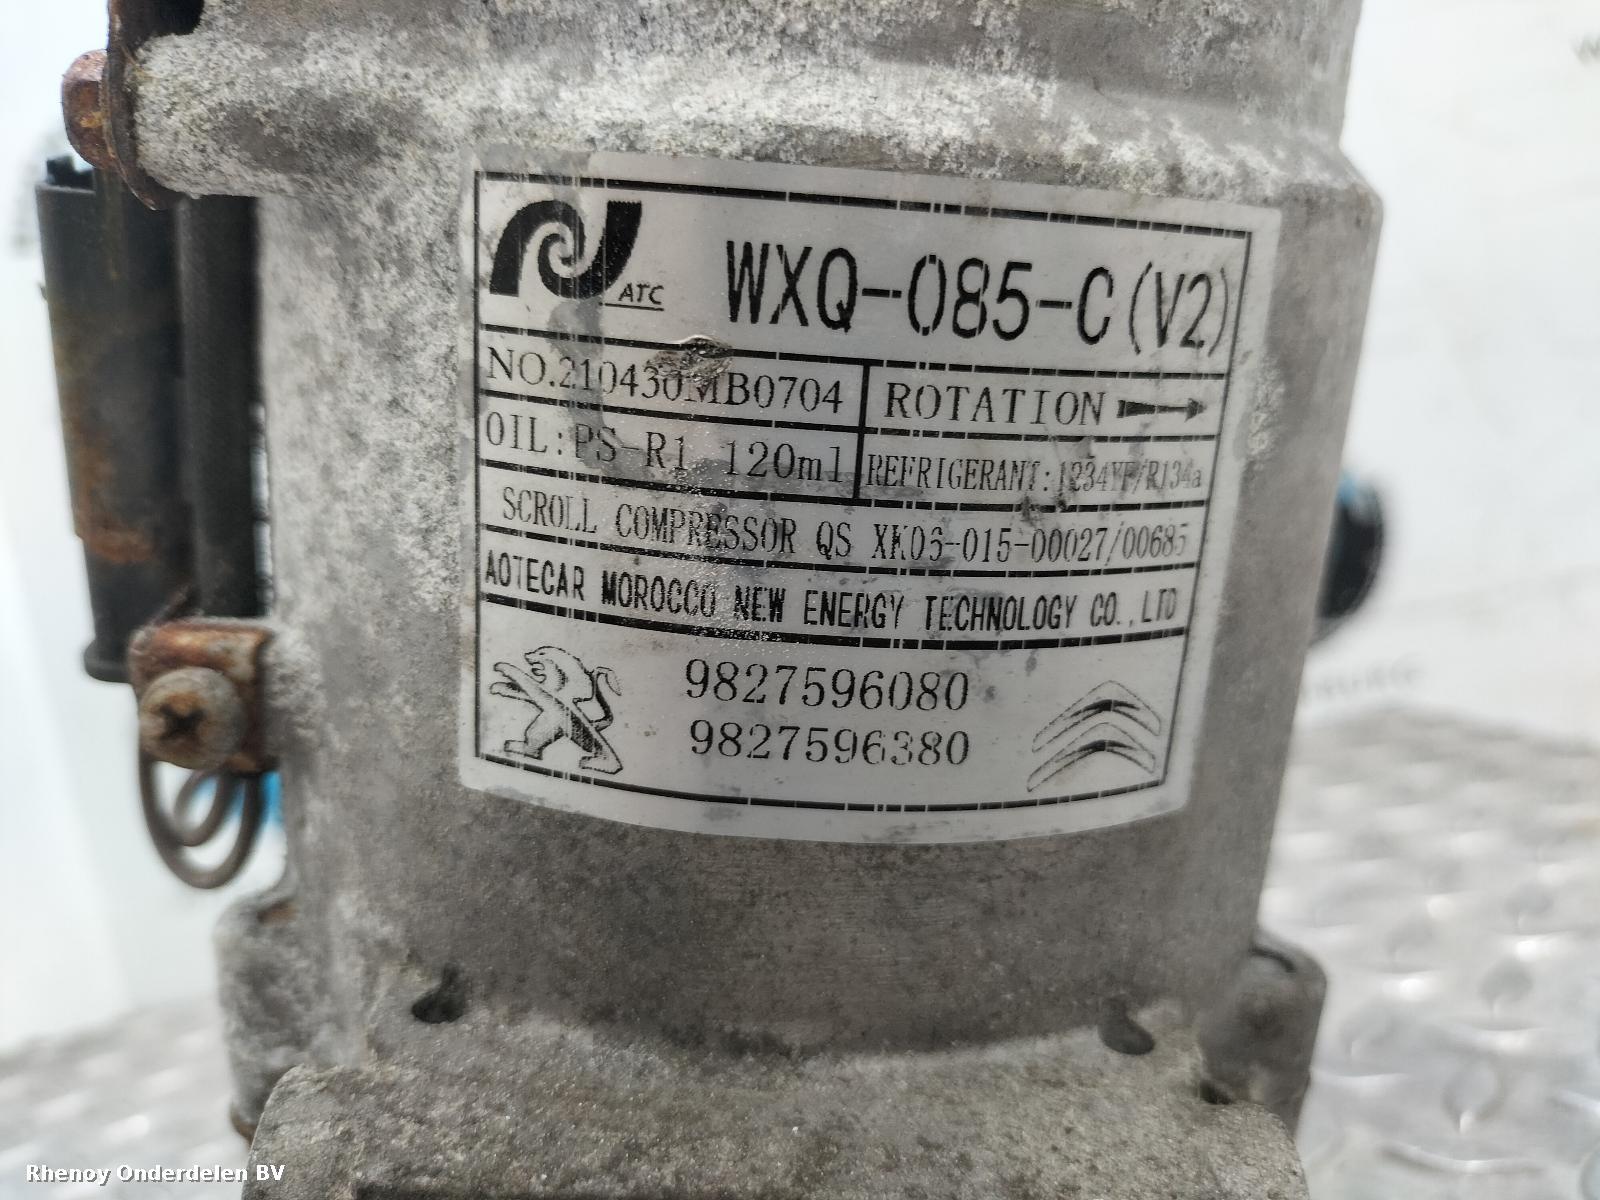 ATC
WXQ-085-C(V2)
NO.210430MB0704
ROTATION
OIL:PS-R1 120ml
REFRIGERANT:1234YF/R134a
SCROLL COMPRESSOR QS XK06-015-00027/00685
AOTECAR MOROCCO NEW ENERGY TECHNOLOGY CO.,LTD
9827596080
9827596380
Rhenoy Onderdelen BV